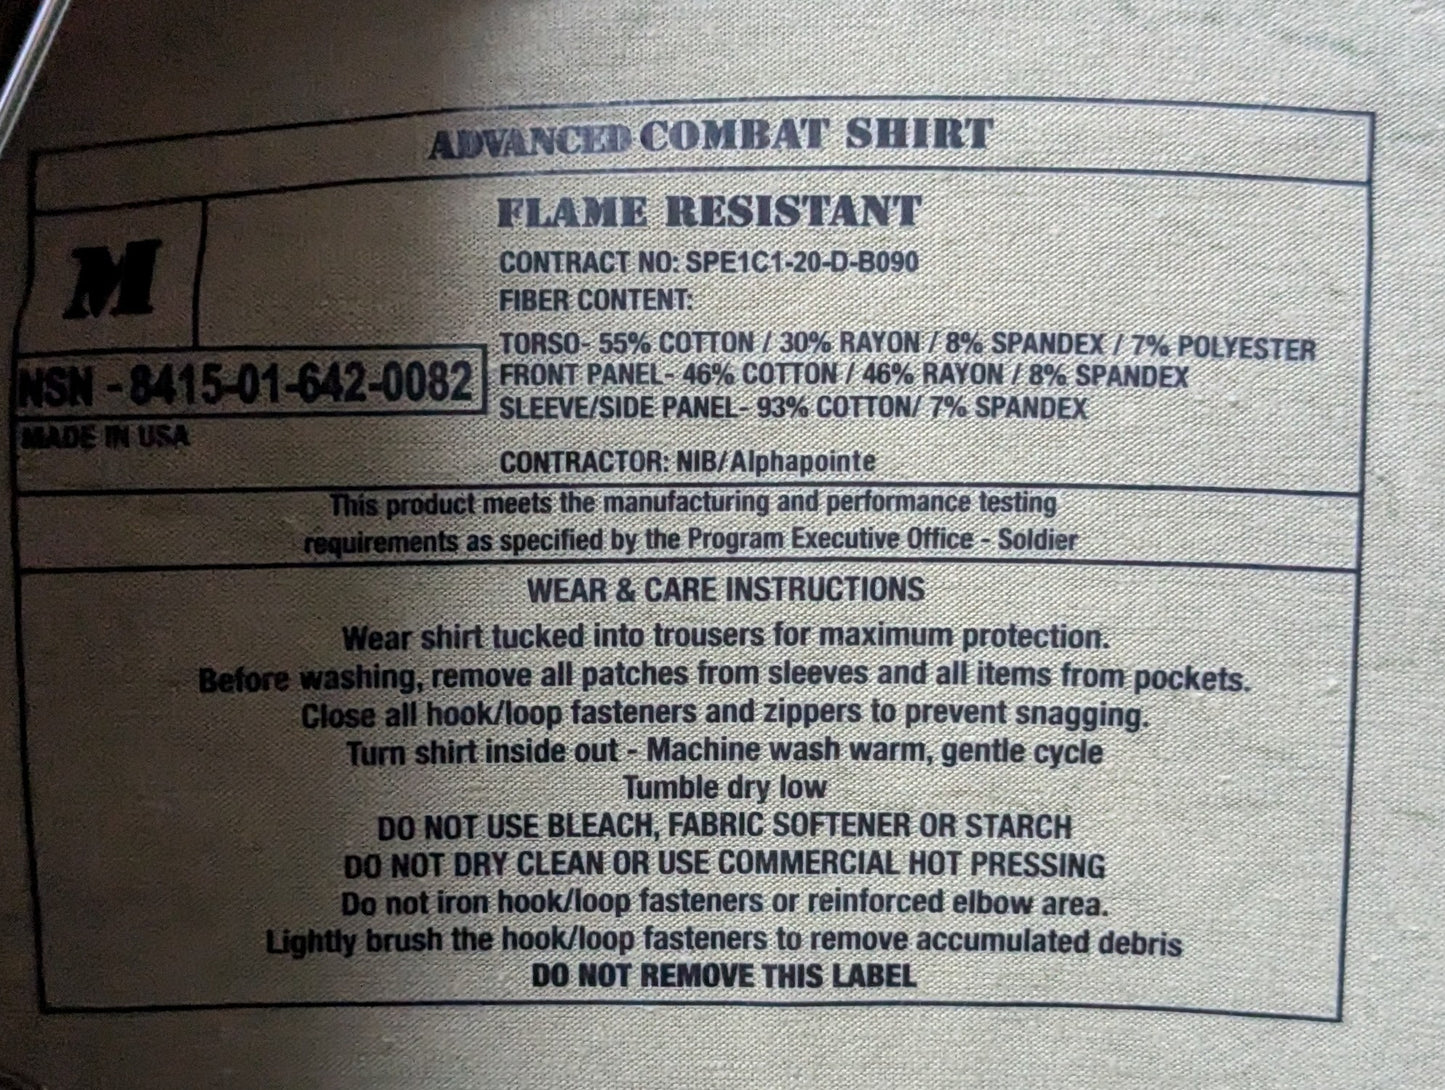 ADVANCED COMBAT SHIRT
M
FLAME RESISTANT
CONTRACT NO: SPE1C1-20-D-B090
FIBER CONTENT:
TORSO- 55% COTTON / 30% RAYON / 8% SPANDEX / 7% POLYESTER
FRONT PANEL- 46% COTTON / 46% RAYON / 8% SPANDEX
SLEEVE/SIDE PANEL- 93% COTTON/ 7% SPANDEX
NSN - 8415-01-642-0082
MADE IN USA
CONTRACTOR: NIB/Alphapointe
This product meets the manufacturing and performance testing
requirements as specified by the Program Executive Office - Soldier
WEAR & CARE INSTRUCTIONS
Wear shirt tucked into trousers for maximum protection.
Before washing, remove all patches from sleeves and all items from pockets.
Close all hook/loop fasteners and zippers to prevent snagging.
Turn shirt inside out - Machine wash warm, gentle cycle
Tumble dry low
DO NOT USE BLEACH, FABRIC SOFTENER OR STARCH
DO NOT DRY CLEAN OR USE COMMERCIAL HOT PRESSING
Do not iron hook/loop fasteners or reinforced elbow area.
Lightly brush the hook/loop fasteners to remove accumulated debris
DO NOT REMOVE THIS LABEL